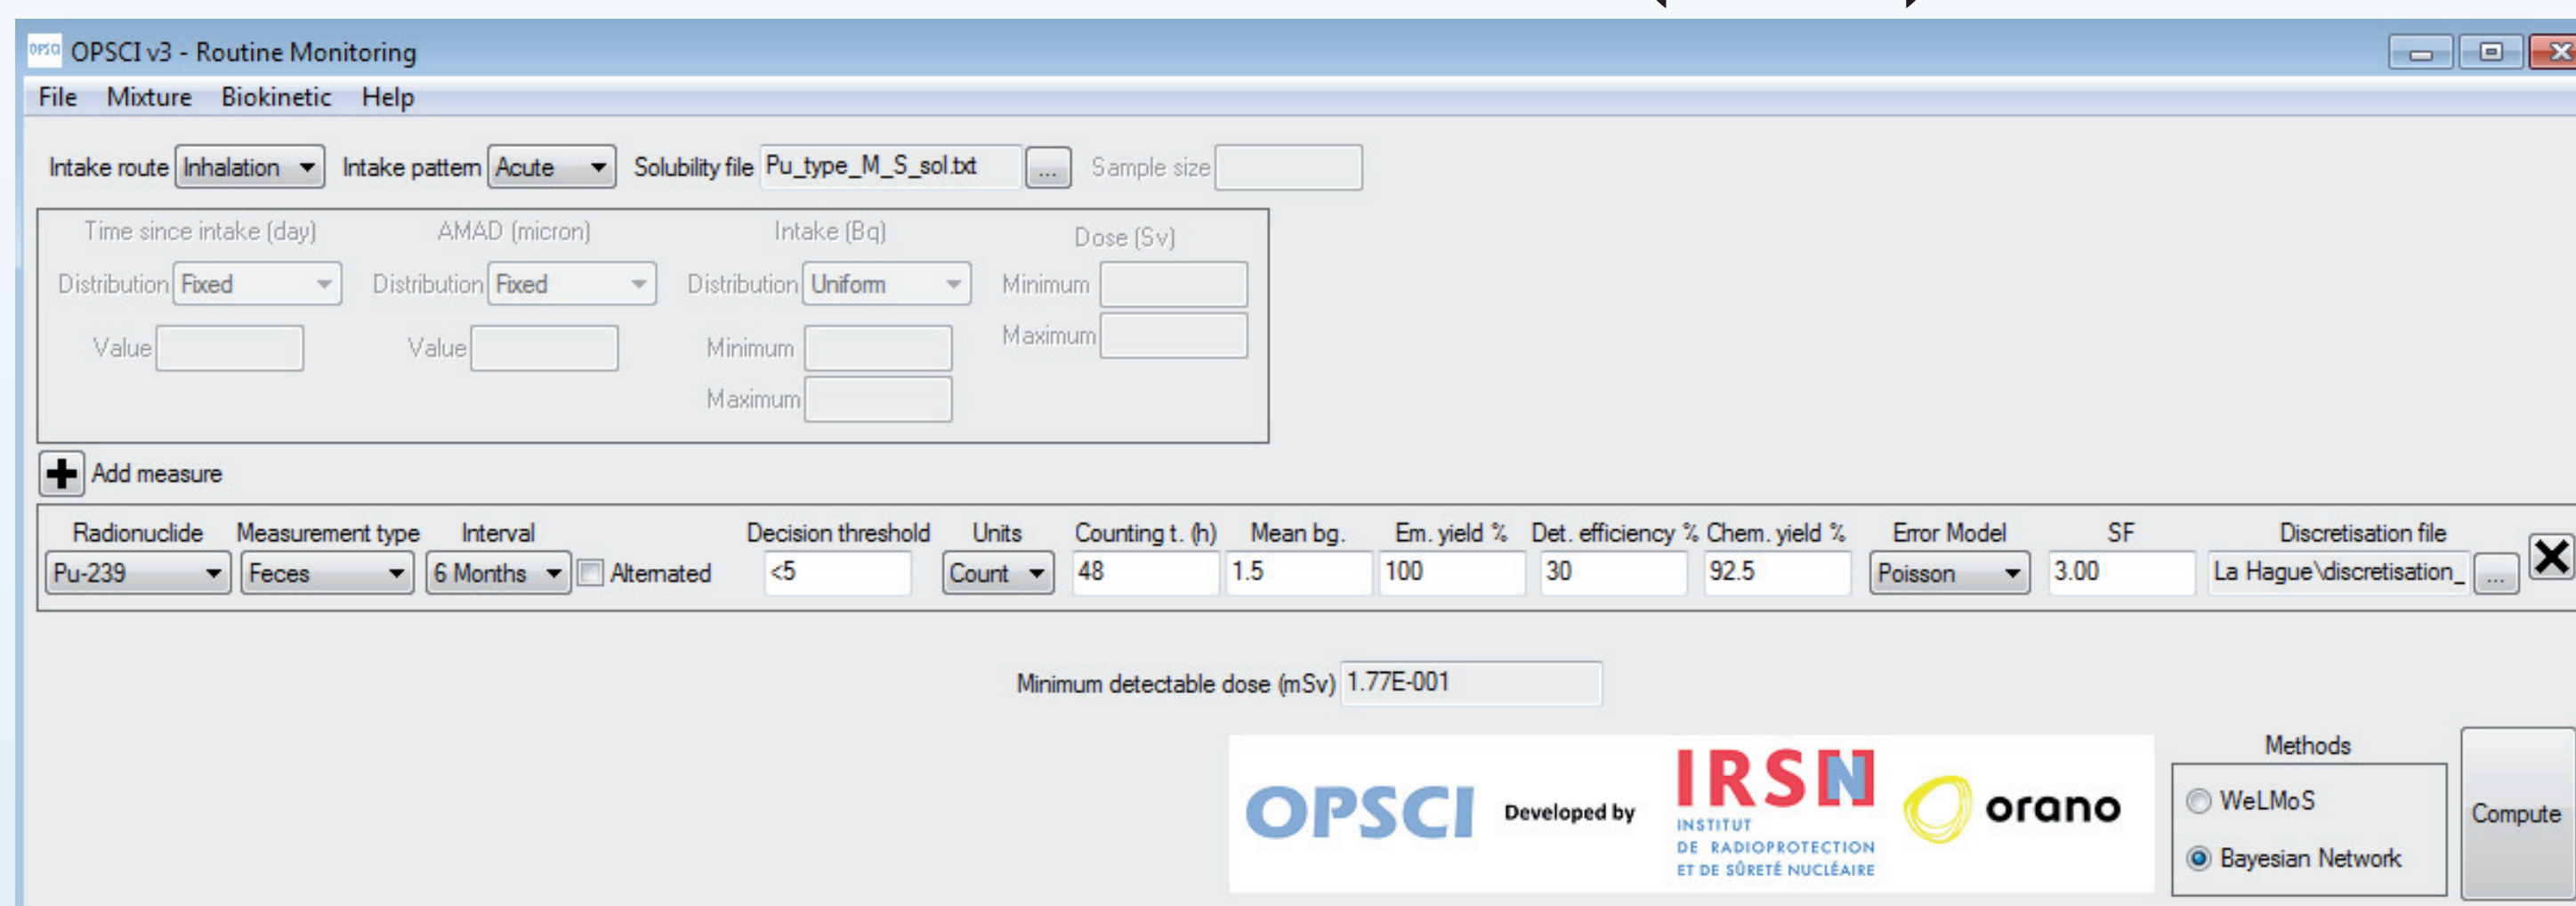 OPSCI OPSCI v3 - Routine Monitoring
File Mixture Biokinetic Help
Intake route Inhalation Intake pattern Acute Solubility file Pu_type_M_S_sol.txt ... Sample size
Time since intake (day) AMAD (micron) Intake (Bq) Dose (Sv)
Distribution Fixed Distribution Fixed Distribution Uniform Minimum
Value Value Minimum Maximum
Maximum
Add measure
Radionuclide Measurement type Interval Decision threshold Units Counting t. (h) Mean bg. Em. yield % Det. efficiency % Chem. yield % Error Model SF Discretisation file
Pu-239 Feces 6 Months Alternated <5 Count 48 1.5 100 30 92.5 Poisson 3.00 La Hague\discretisation_ ...
Minimum detectable dose (mSv) 1.77E-001
OPSCI Developed by IRSN
INSTITUT
DE RADIOPROTECTION
ET DE SÛRETÉ NUCLÉAIRE
orano
Methods
WeLMoS
Bayesian Network
Compute